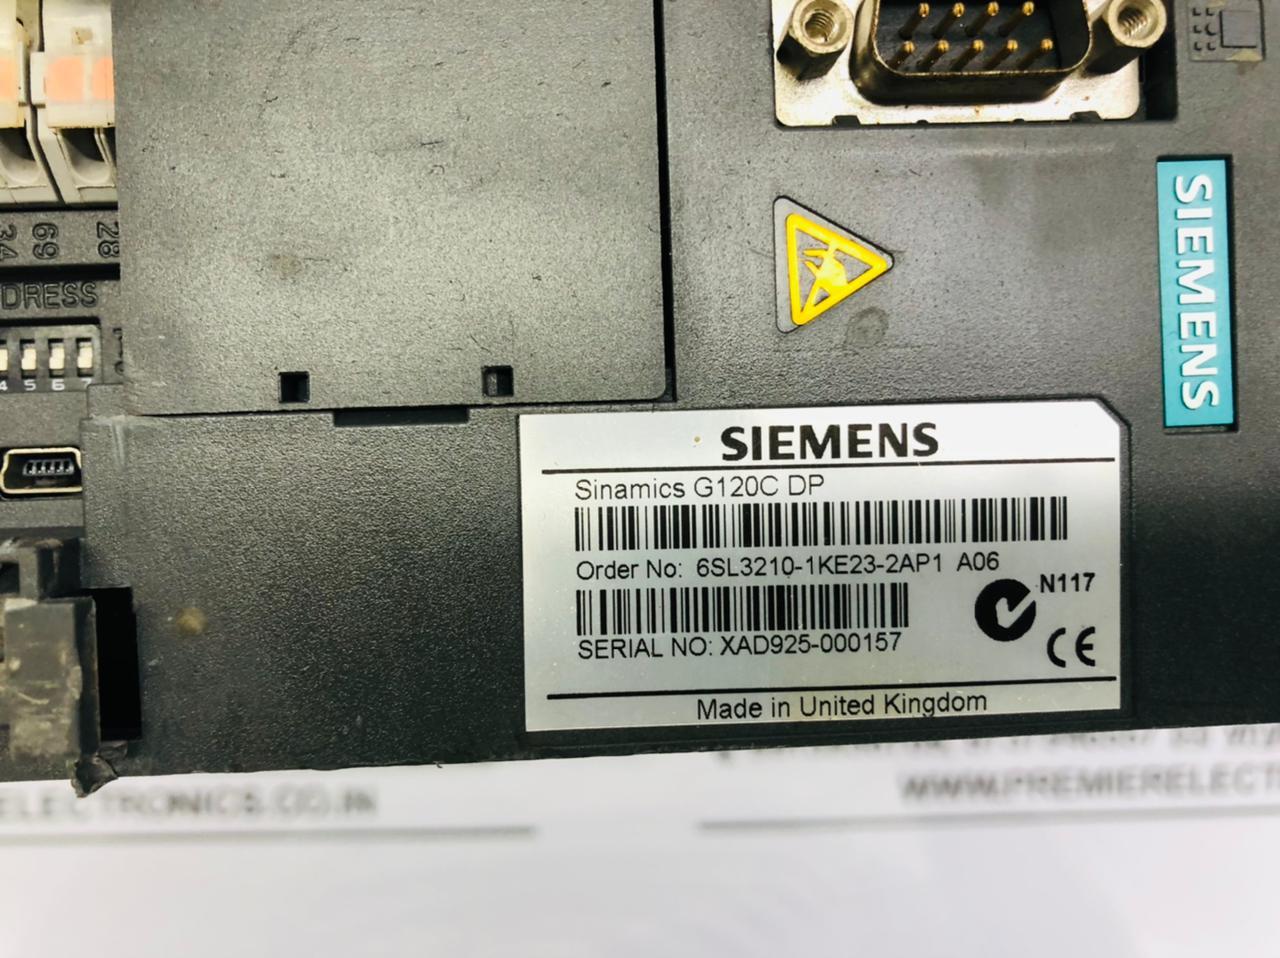 34 69 28
DRESS
4 5 6 7
SIEMENS
SIEMENS
Sinamics G120C DP
Order No: 6SL3210-1KE23-2AP1 A06
N117
SERIAL NO: XAD925-000157
CE
Made in United Kingdom
ELECTRONICS.CO.IN
WWW.PREMIERELECT